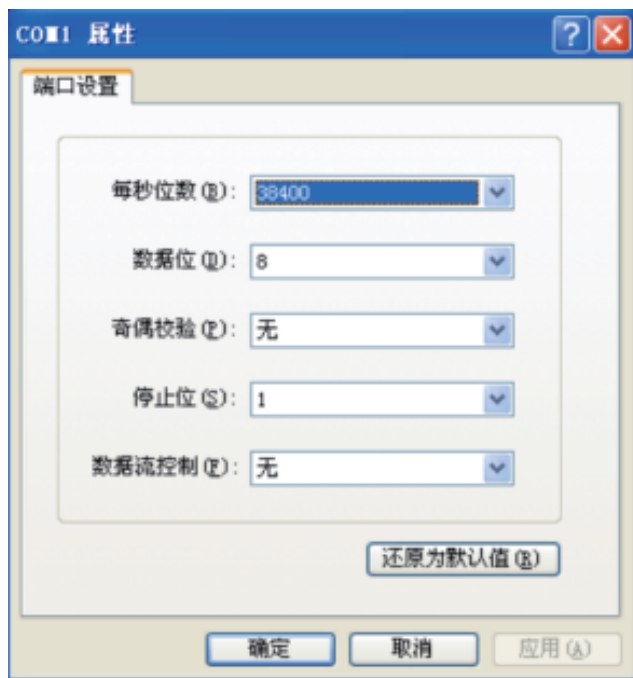 COM1 属性
端口设置
每秒位数(B): 38400
数据位(D): 8
奇偶校验(P): 无
停止位(S): 1
数据流控制(F): 无
还原为默认值(R)
确定 取消 应用(A)